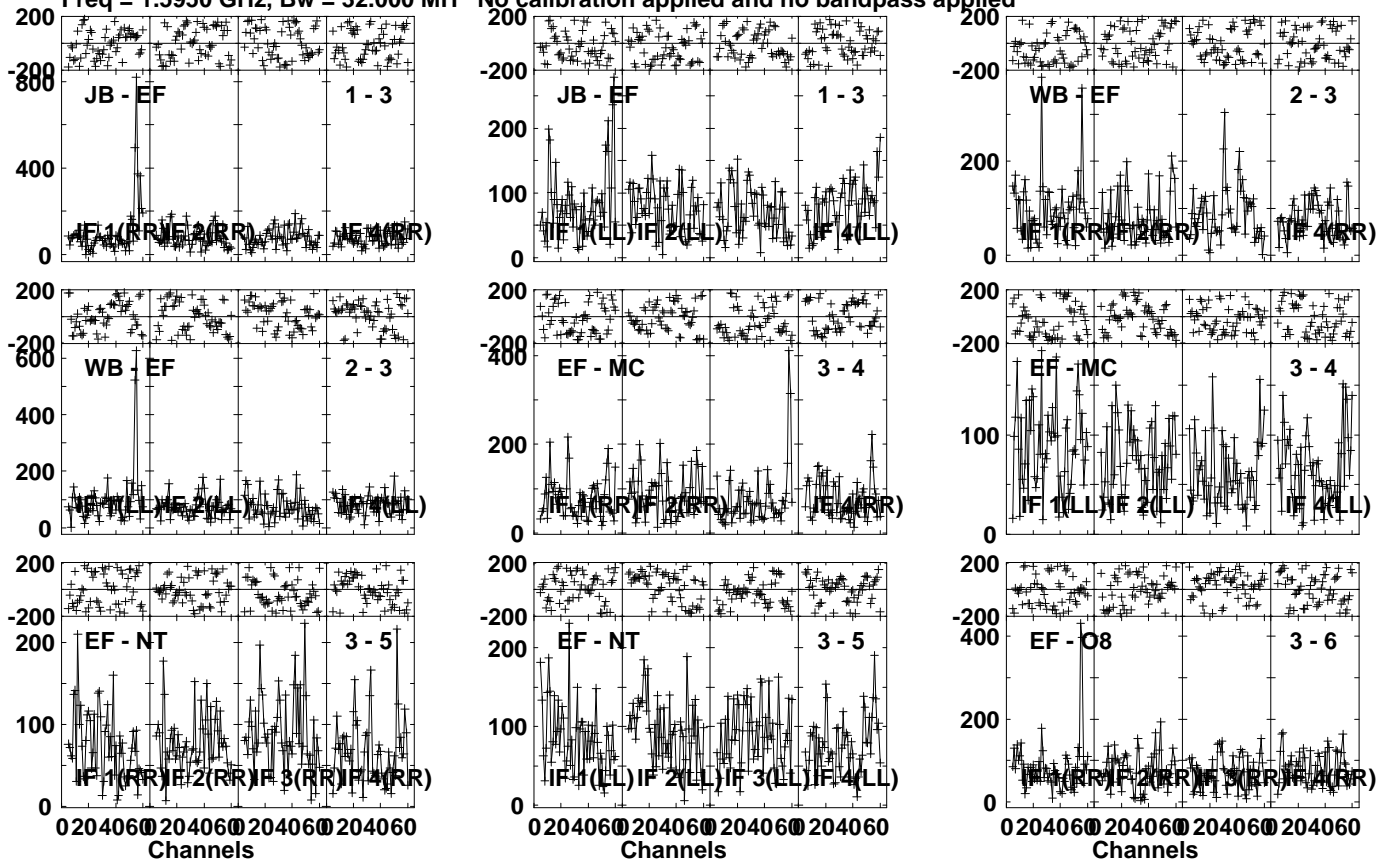 Freq = 1.5950 GHz, Bw = 32.000 MH No calibration applied and no bandpass applied
200
-200
800
400
0
JB - EF 1 - 3
IF 1(RR) IF 2(RR) IF 4(RR)
200
-200
200
100
0
JB - EF 1 - 3
IF 1(LL) IF 2(LL) IF 4(LL)
200
-200
200
0
WB - EF 2 - 3
IF 1(RR) IF 2(RR) IF 4(RR)
200
-200
600
400
200
0
WB - EF 2 - 3
IF 1(LL) IF 2(LL) IF 4(LL)
200
-200
400
200
0
EF - MC 3 - 4
IF 1(RR) IF 2(RR) IF 4(RR)
200
-200
100
0
EF - MC 3 - 4
IF 1(LL) IF 2(LL) IF 4(LL)
200
-200
200
100
0
EF - NT 3 - 5
IF 1(RR) IF 2(RR) IF 3(RR) IF 4(RR)
0 20 40 60 0 20 40 60 0 20 40 60 0 20 40 60
Channels
200
-200
200
100
0
EF - NT 3 - 5
IF 1(LL) IF 2(LL) IF 3(LL) IF 4(LL)
0 20 40 60 0 20 40 60 0 20 40 60 0 20 40 60
Channels
200
-200
400
200
0
EF - O8 3 - 6
IF 1(RR) IF 2(RR) IF 3(RR) IF 4(RR)
0 20 40 60 0 20 40 60 0 20 40 60 0 20 40 60
Channels